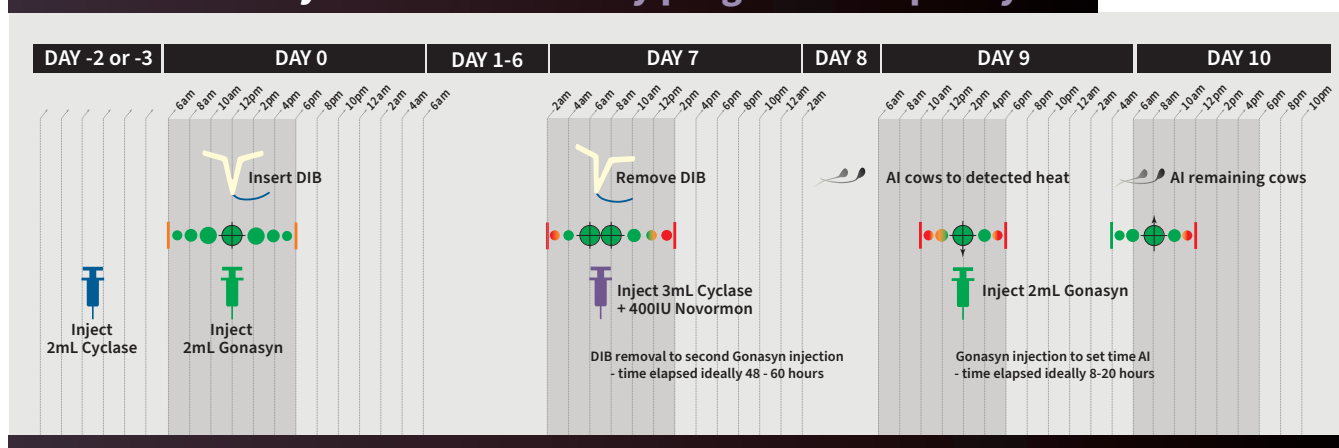 DAY -2 or -3 DAY 0 DAY 1-6 DAY 7 DAY 8 DAY 9 DAY 10
6am 8am 10am 12pm 2pm 4pm 6pm 8pm 10pm 12am 2am 4am 6am 2am 4am 6am 8am 10am 12pm 2pm 4pm 6pm 8pm 10pm 12am 2am 6am 8am 10am 12pm 2pm 4pm 6pm 8pm 10pm 12am 2am 4am 6am 8am 10am 12pm 2pm 4pm 6pm 8pm 10pm
Insert DIB
Remove DIB
AI cows to detected heat
AI remaining cows
Inject
2mL Cyclase
Inject
2mL Gonasyn
Inject 3mL Cyclase
+ 400IU Novormon
Inject 2mL Gonasyn
DIB removal to second Gonasyn injection
- time elapsed ideally 48 - 60 hours
Gonasyn injection to set time AI
- time elapsed ideally 8-20 hours